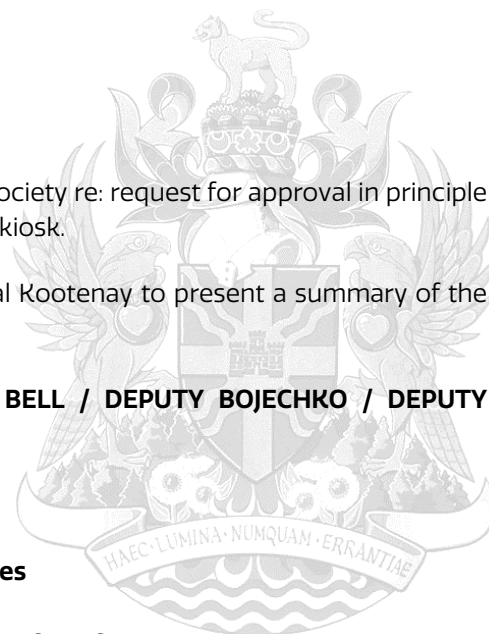 ociety re: request for approval in principle
kiosk.
al Kootenay to present a summary of the
BELL / DEPUTY BOJECHKO / DEPUTY
HAEC · LUMINA · NUMQUAM · ERRANTIAE
es